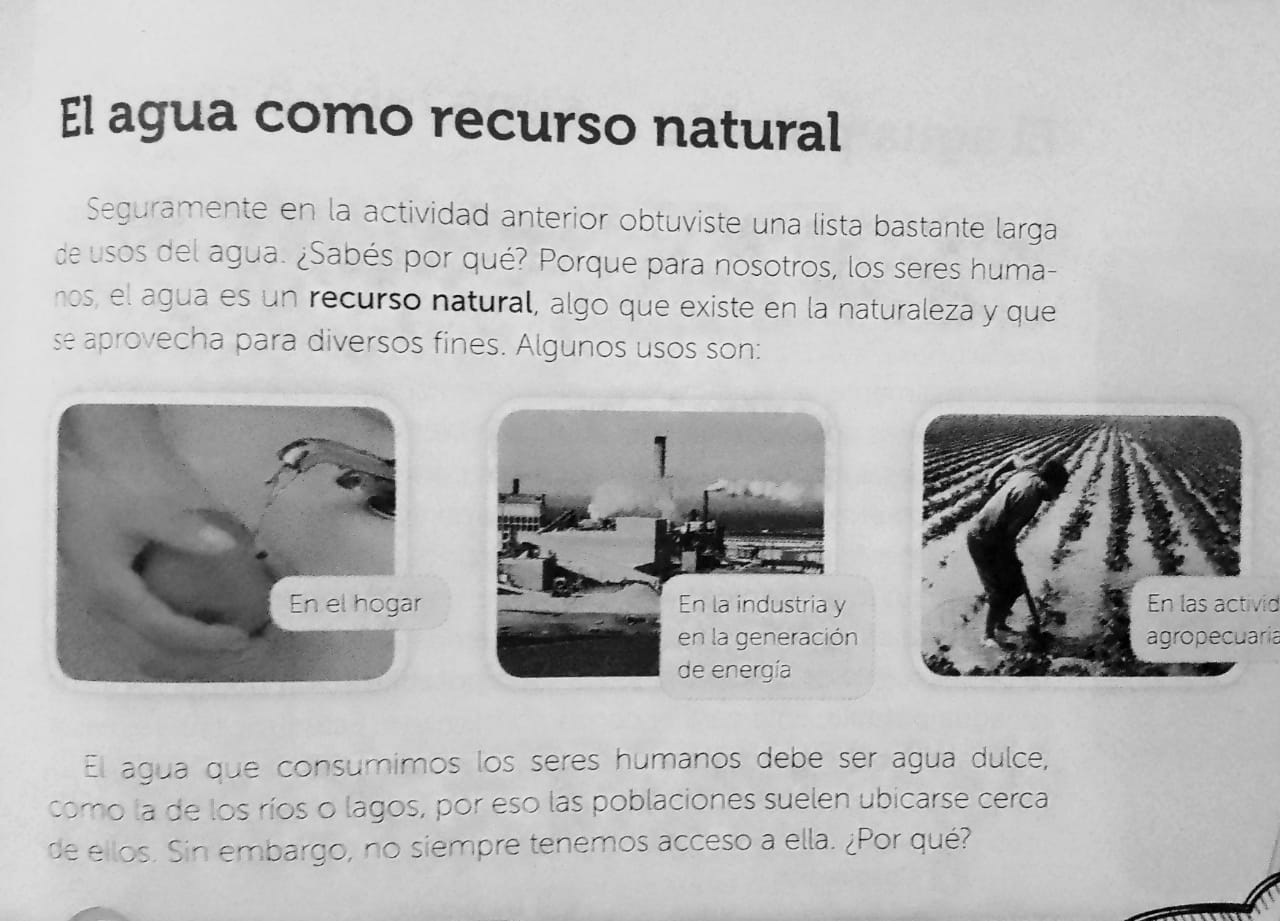 El agua como recurso natural
Seguramente en la actividad anterior obtuviste una lista bastante larga
de usos del agua. ¿Sabés por qué? Porque para nosotros, los seres huma-
nos, el agua es un recurso natural, algo que existe en la naturaleza y que
se aprovecha para diversos fines. Algunos usos son:
En el hogar
En la industria y
en la generación
de energía
En las activid
agropecuaria
El agua que consumimos los seres humanos debe ser agua dulce,
como la de los ríos o lagos, por eso las poblaciones suelen ubicarse cerca
de ellos. Sin embargo, no siempre tenemos acceso a ella. ¿Por qué?